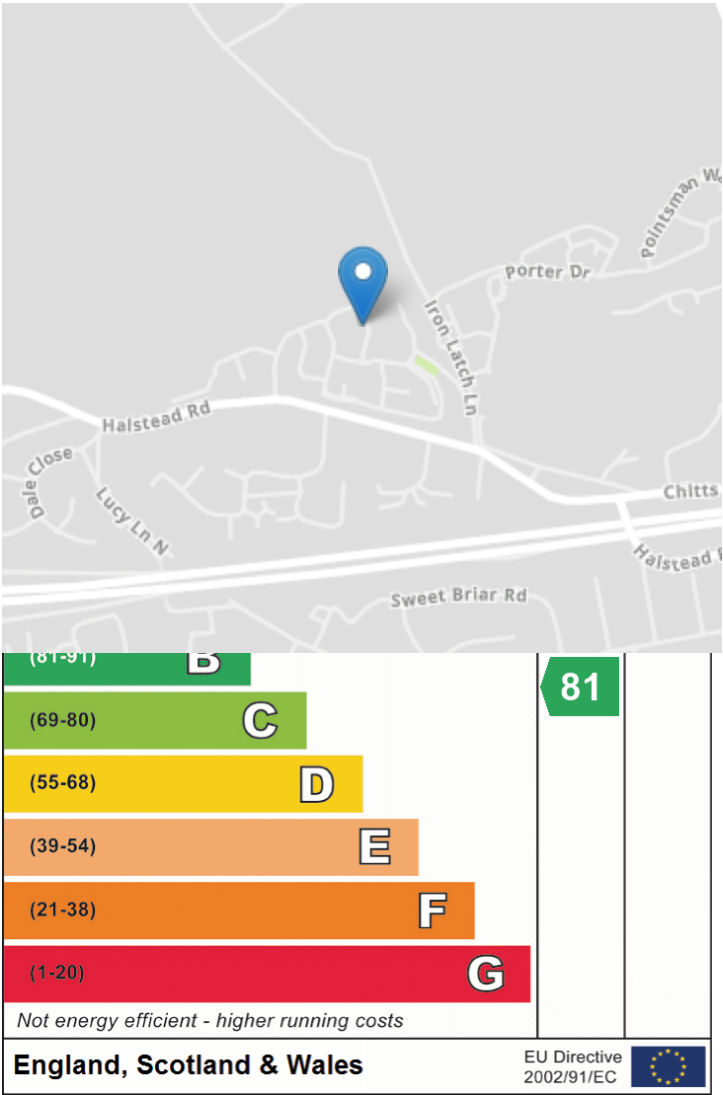 Pointsman W
Porter Dr
Iron Latch Ln
Halstead Rd
Dale Close
Lucy Ln N
Chitts
Halstead
Sweet Briar Rd
(81-91) B
81
(69-80) C
(55-68) D
(39-54) E
(21-38) F
(1-20) G
Not energy efficient - higher running costs
England, Scotland & Wales
EU Directive
2002/91/EC